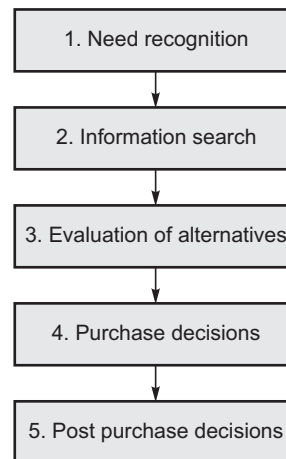 1. Need recognition
2. Information search
3. Evaluation of alternatives
4. Purchase decisions
5. Post purchase decisions